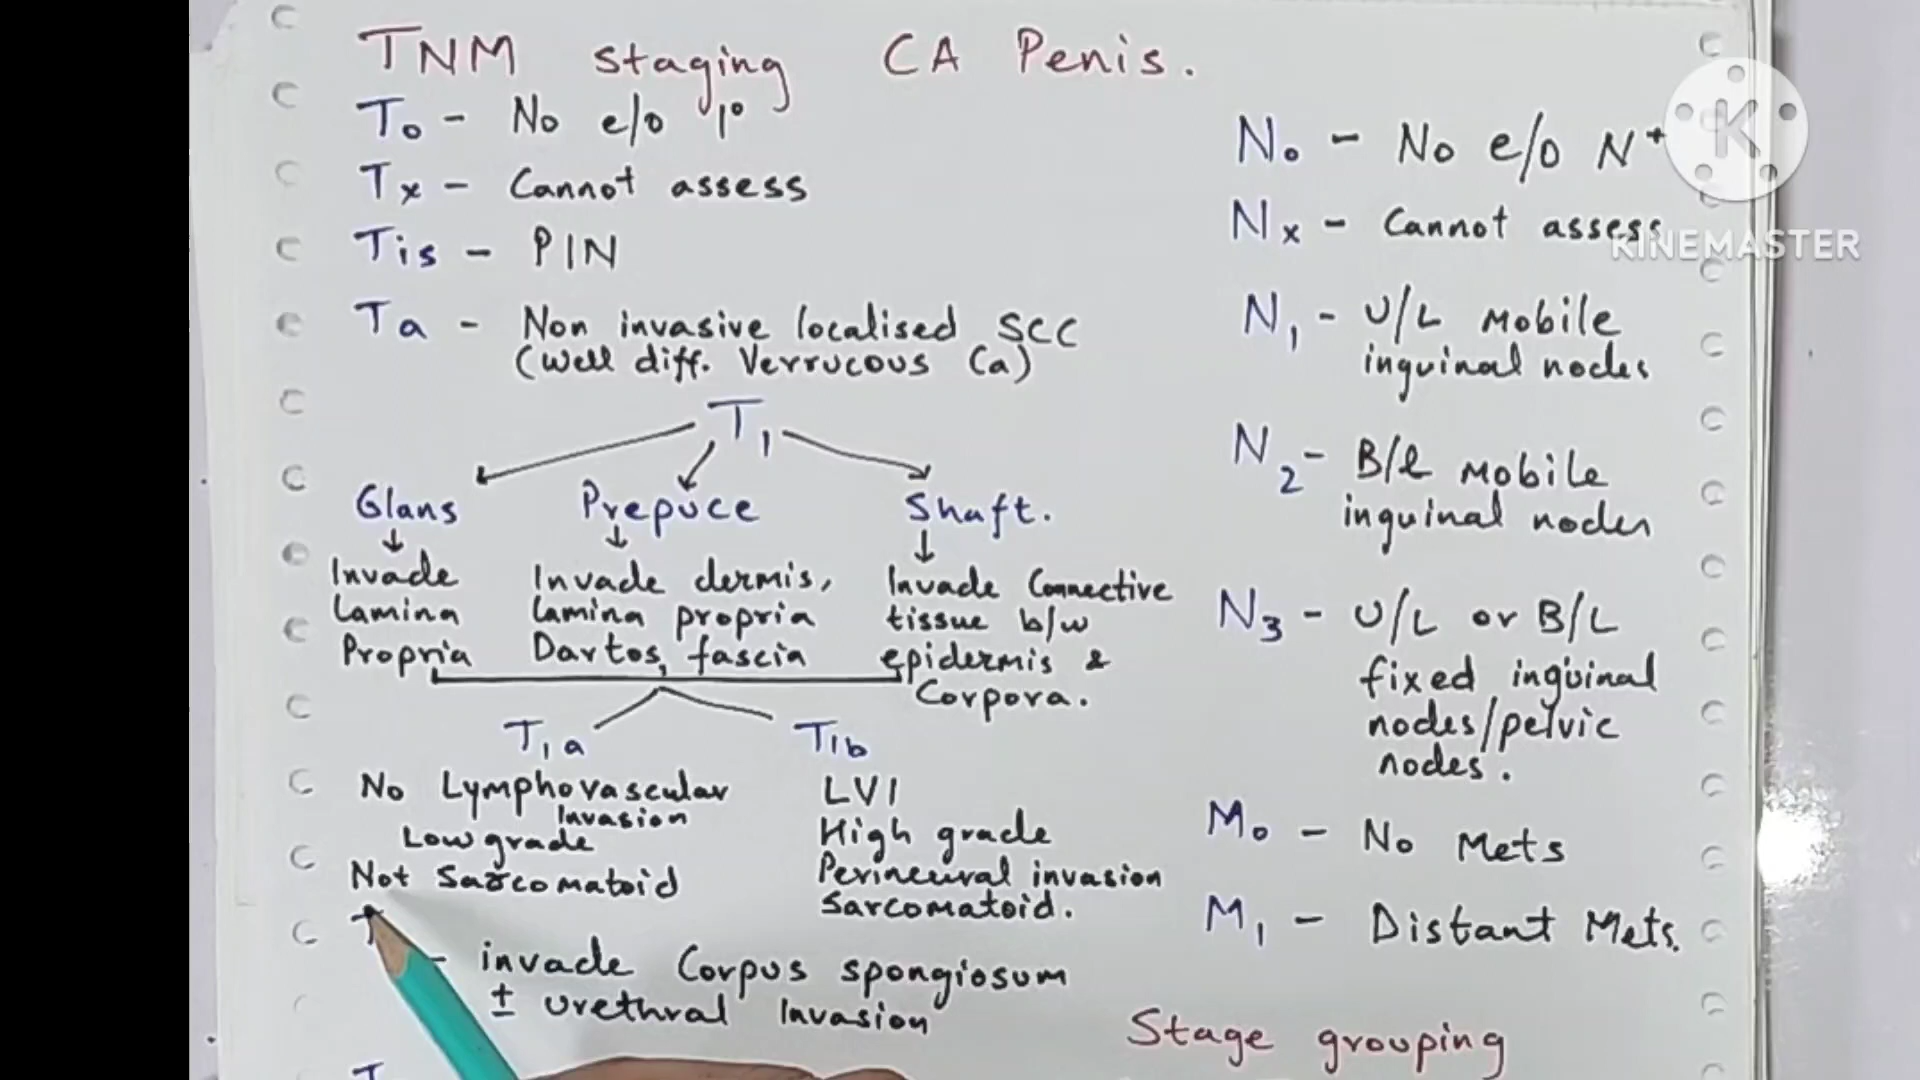 TNM staging CA Penis.
To - No e/o 1°
Tx - Cannot assess
Tis - PIN
Ta - Non invasive localised SCC
(Well diff. Verrucous Ca)
T1
Glans Prepuce Shaft.
Invade Invade dermis, Invade Connective
Lamina lamina propria tissue b/w
Propria Dartos, fascia epidermis &
Corpora.
T1a T1b
No Lymphovascular LVI
Invasion
Low grade High grade
Not Sarcomatoid Perineural invasion
Sarcomatoid.
- invade Corpus spongiosum
± urethral Invasion
No - No e/o N+
Nx - Cannot assess
N1 - U/L Mobile
inguinal nodes
N2 - B/l Mobile
inguinal nodes
N3 - U/L or B/L
fixed inguinal
nodes/pelvic
nodes.
Mo - No Mets
M1 - Distant Mets.
Stage grouping
K
KINEMASTER